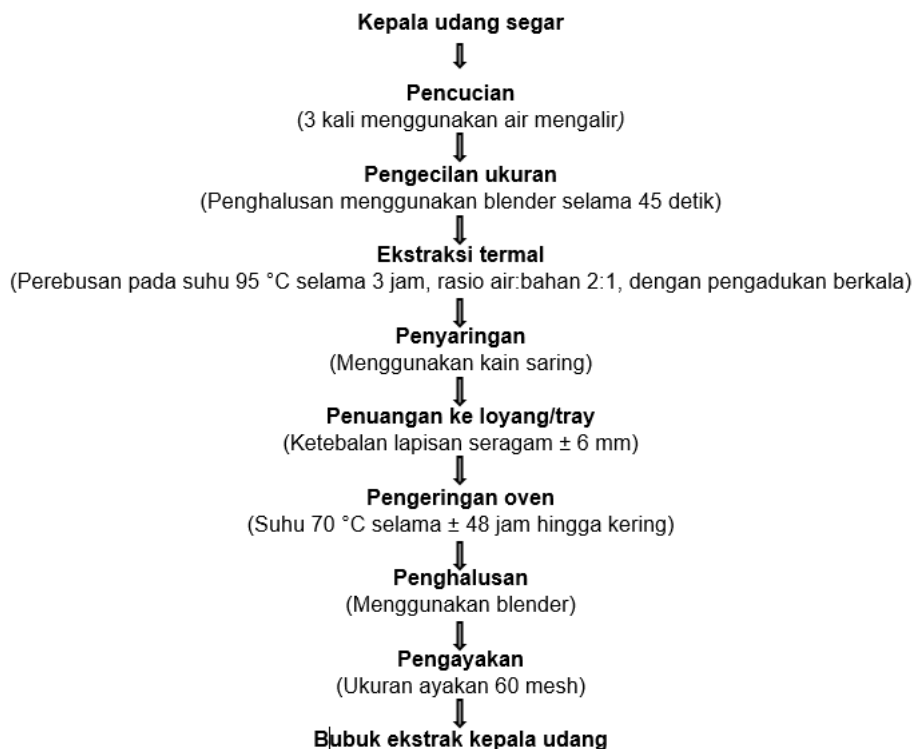 Kepala udang segar
Pencucian
(3 kali menggunakan air mengalir)
Pengecilan ukuran
(Penghalusan menggunakan blender selama 45 detik)
Ekstraksi termal
(Perebusan pada suhu 95 °C selama 3 jam, rasio air:bahan 2:1, dengan pengadukan berkala)
Penyaringan
(Menggunakan kain saring)
Penuangan ke loyang/tray
(Ketebalan lapisan seragam ± 6 mm)
Pengeringan oven
(Suhu 70 °C selama ± 48 jam hingga kering)
Penghalusan
(Menggunakan blender)
Pengayakan
(Ukuran ayakan 60 mesh)
Bubuk ekstrak kepala udang